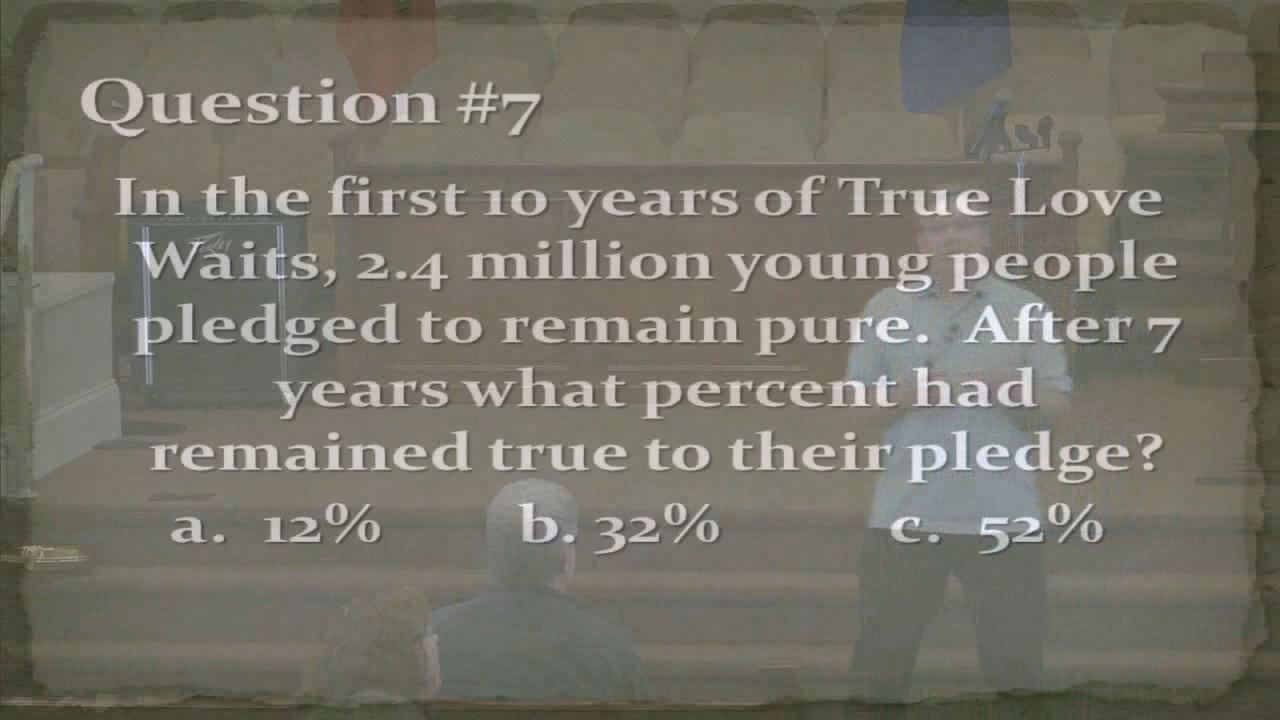 Question #7
In the first 10 years of True Love
Waits, 2.4 million young people
pledged to remain pure. After 7
years what percent had
remained true to their pledge?
a. 12% b. 32% c. 52%
Peavey